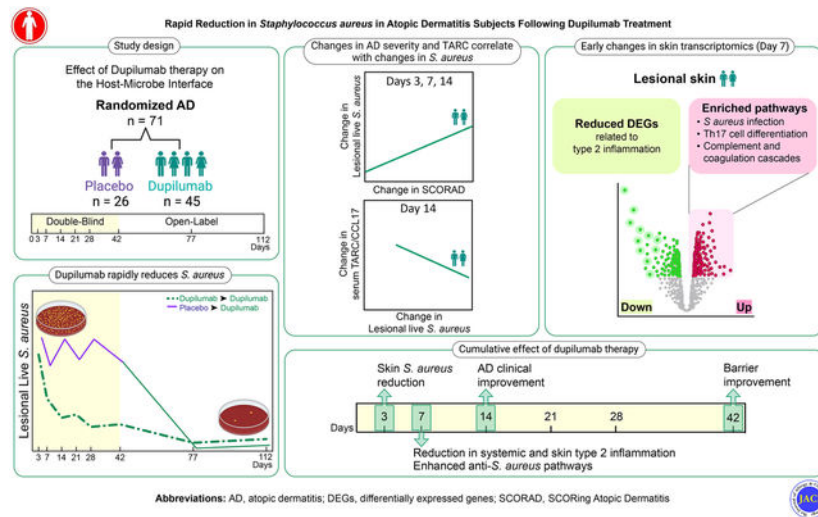 Rapid Reduction in Staphylococcus aureus in Atopic Dermatitis Subjects Following Dupilumab Treatment
Study design
Effect of Dupilumab therapy on
the Host-Microbe Interface
Randomized AD
n = 71
Placebo
Dupilumab
n = 26
n = 45
Double-Blind
Open-Label
0 3 7 14 21 28 42 77 112
Days
Dupilumab rapidly reduces S. aureus
Lesional Live S. aureus
Dupilumab ➤ Dupilumab
Placebo ➤ Dupilumab
3 7 14 21 28 42 77 112
Days
Changes in AD severity and TARC correlate
with changes in S. aureus
Days 3, 7, 14
Change in
Lesional live S. aureus
Change in SCORAD
Day 14
Change in
serum TARC/CCL17
Change in
Lesional live S. aureus
Early changes in skin transcriptomics (Day 7)
Lesional skin
Reduced DEGs
related to
type 2 inflammation
Enriched pathways
• S aureus infection
• Th17 cell differentiation
• Complement and
coagulation cascades
Down
Up
Cumulative effect of dupilumab therapy
Skin S. aureus
reduction
AD clinical
improvement
Barrier
improvement
Days
3 7 14 21 28 42
Reduction in systemic and skin type 2 inflammation
Enhanced anti-S. aureus pathways
Abbreviations: AD, atopic dermatitis; DEGs, differentially expressed genes; SCORAD, SCORing Atopic Dermatitis
JACI